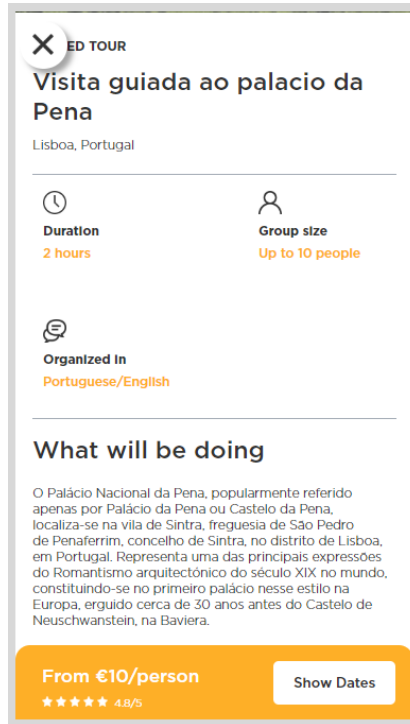 ED TOUR
Visita guiada ao palacio da
Pena
Lisboa, Portugal
Duration
2 hours
Group size
Up to 10 people
Organized in
Portuguese/English
What will be doing
O Palácio Nacional da Pena, popularmente referido
apenas por Palácio da Pena ou Castelo da Pena,
localiza-se na vila de Sintra, freguesia de São Pedro
de Penaferrim, concelho de Sintra, no distrito de Lisboa,
em Portugal. Representa uma das principais expressões
do Romantismo arquitectónico do século XIX no mundo,
constituindo-se no primeiro palácio nesse estilo na
Europa, erguido cerca de 30 anos antes do Castelo de
Neuschwanstein, na Baviera.
From €10/person
4.8/5
Show Dates